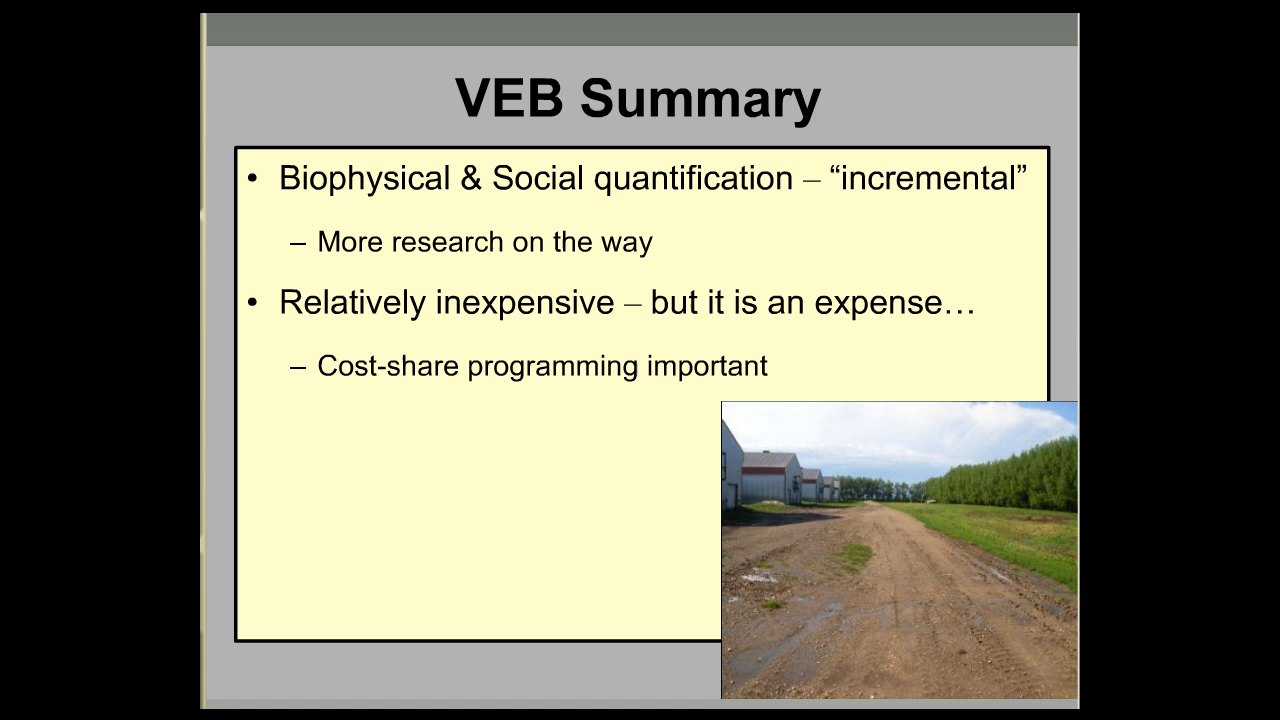 VEB Summary
• Biophysical & Social quantification – “incremental”
– More research on the way
• Relatively inexpensive – but it is an expense…
– Cost-share programming important